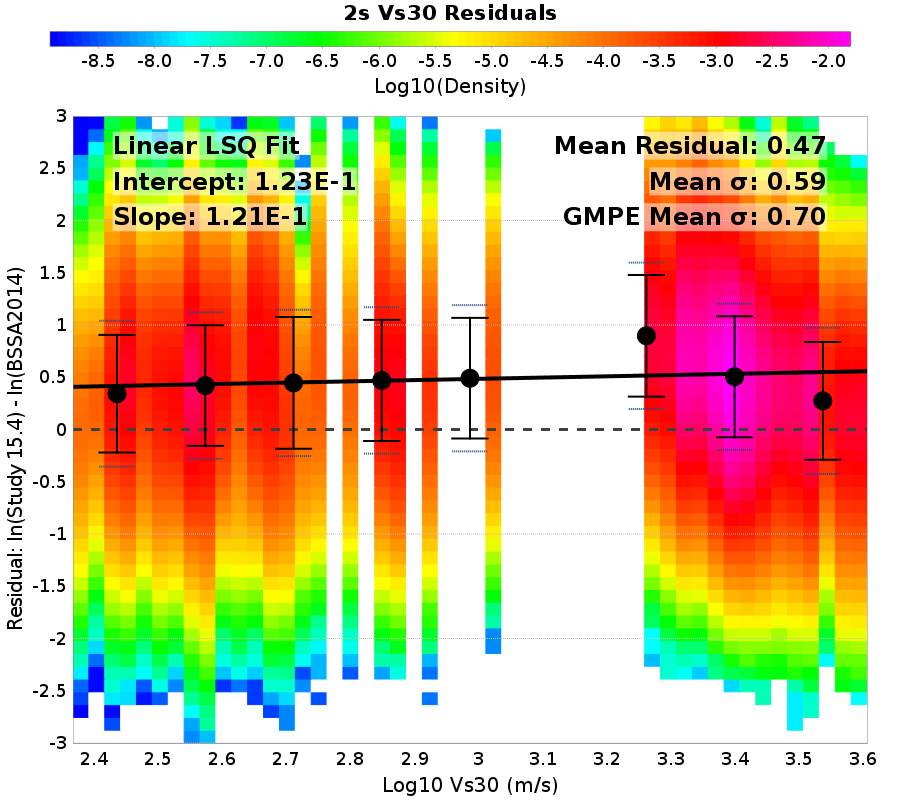 2s Vs30 Residuals
-8.5 -8.0 -7.5 -7.0 -6.5 -6.0 -5.5 -5.0 -4.5 -4.0 -3.5 -3.0 -2.5 -2.0
Log10(Density)
Linear LSQ Fit
Intercept: 1.23E-1
Slope: 1.21E-1
Mean Residual: 0.47
Mean σ: 0.59
GMPE Mean σ: 0.70
Residual: ln(Study 15.4) - ln(BSSA2014)
3
2.5
2
1.5
1
0.5
0
-0.5
-1
-1.5
-2
-2.5
-3
2.4 2.5 2.6 2.7 2.8 2.9 3 3.1 3.2 3.3 3.4 3.5 3.6
Log10 Vs30 (m/s)